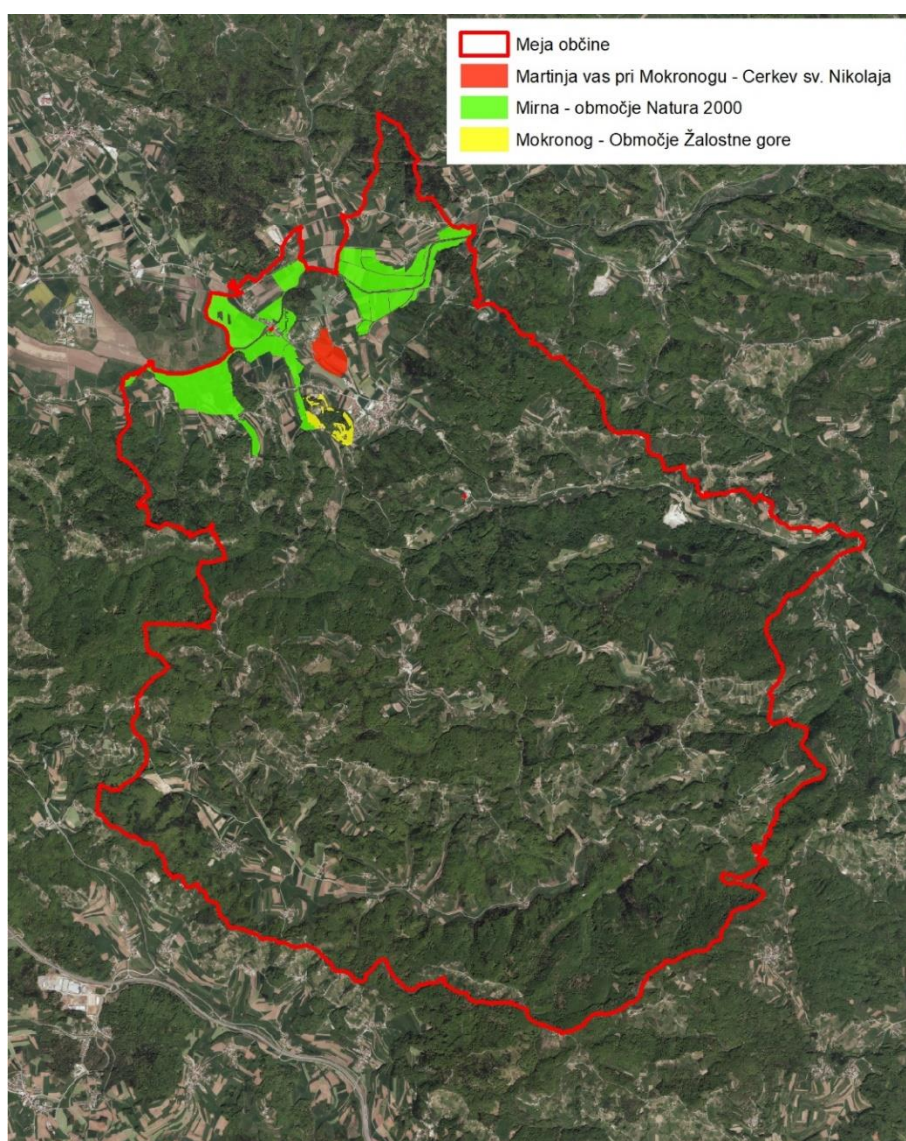 Meja občine
Martinja vas pri Mokronogu - Cerkev sv. Nikolaja
Mirna - območje Natura 2000
Mokronog - Območje Žalostne gore